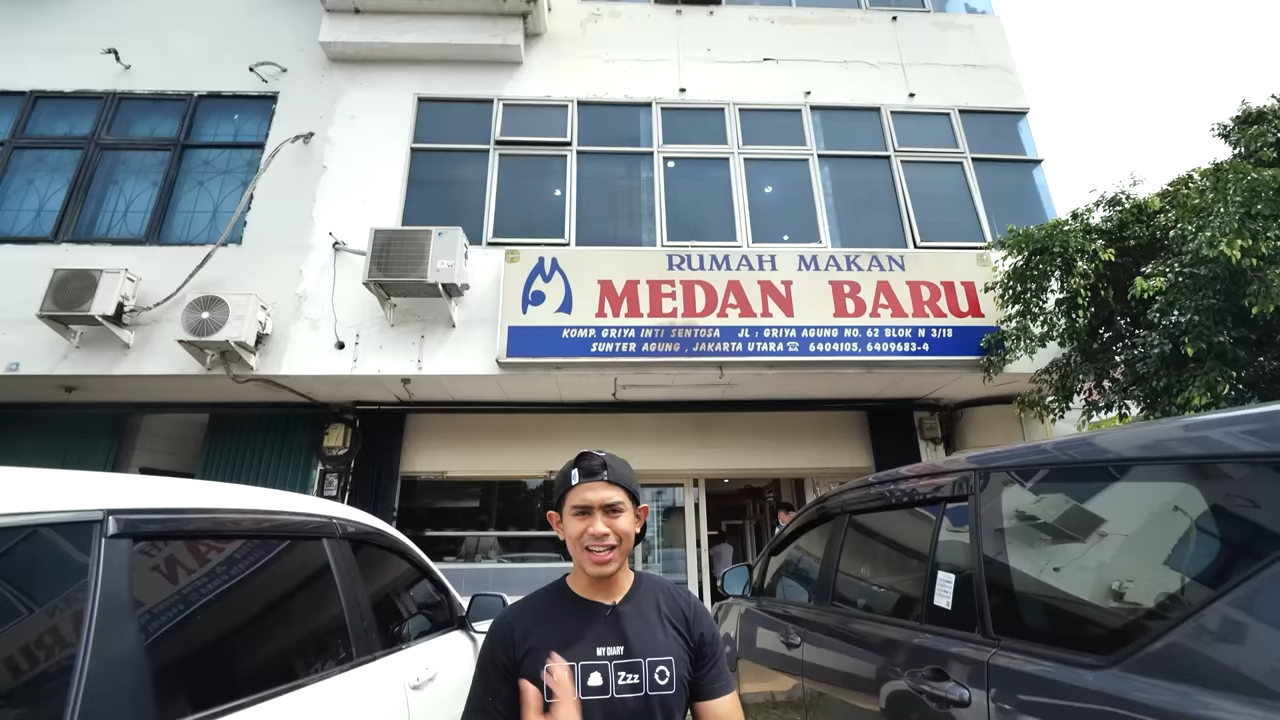 RUMAH MAKAN
MEDAN BARU
KOMP. GRIYA INTI SENTOSA JL : GRIYA AGUNG NO. 62 BLOK N 3/18
SUNTER AGUNG , JAKARTA UTARA ☎ 6404105, 6409683-4
MY DIARY
Zzz